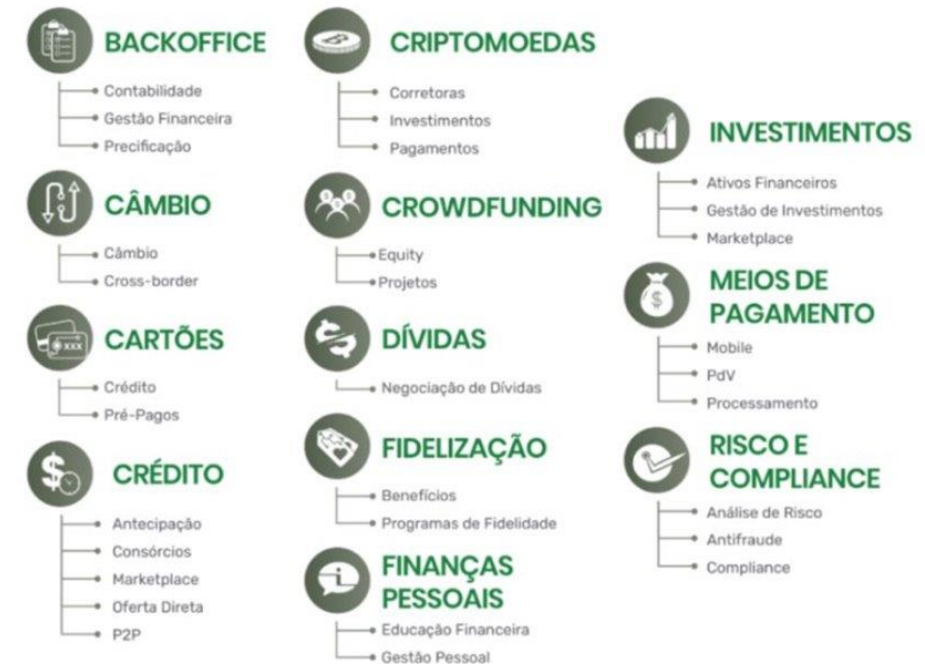 BACKOFFICE
Contabilidade
Gestão Financeira
Precificação
CÂMBIO
Câmbio
Cross-border
CARTÕES
XXX
Crédito
Pré-Pagos
CRÉDITO
Antecipação
Consórcios
Marketplace
Oferta Direta
P2P
CRIPTOMOEDAS
Corretoras
Investimentos
Pagamentos
CROWDFUNDING
Equity
Projetos
DÍVIDAS
Negociação de Dívidas
FIDELIZAÇÃO
Benefícios
Programas de Fidelidade
FINANÇAS
PESSOAIS
Educação Financeira
Gestão Pessoal
INVESTIMENTOS
Ativos Financeiros
Gestão de Investimentos
Marketplace
MEIOS DE
PAGAMENTO
Mobile
PdV
Processamento
RISCO E
COMPLIANCE
Análise de Risco
Antifraude
Compliance